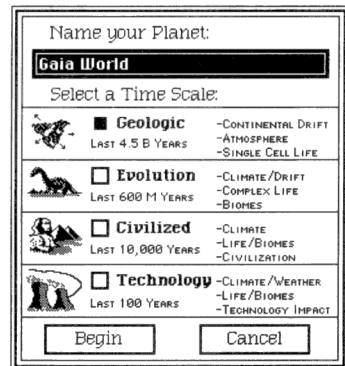 Name your Planet:
Gaia World
Select a Time Scale:
Geologic
Last 4.5 B Years
-Continental Drift
-Atmosphere
-Single Cell Life
Evolution
Last 600 M Years
-Climate/Drift
-Complex Life
-Biomes
Civilized
Last 10,000 Years
-Climate
-Life/Biomes
-Civilization
Technology
Last 100 Years
-Climate/Weather
-Life/Biomes
-Technology Impact
Begin
Cancel